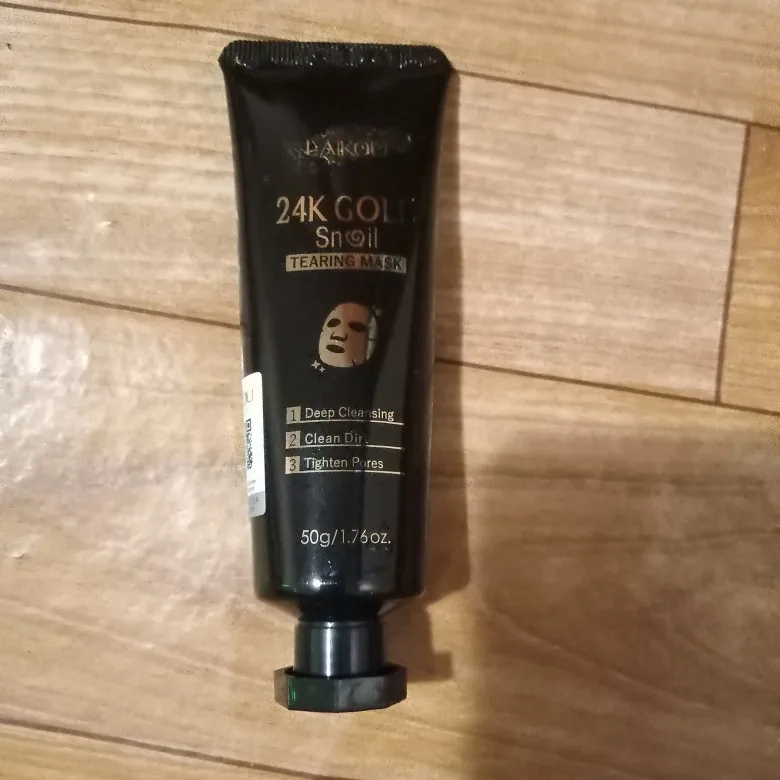 24K GOLD
Snail
TEARING MASK
1 Deep Cleansing
2 Clean Dirt
3 Tighten Pores
50g/1.76oz.